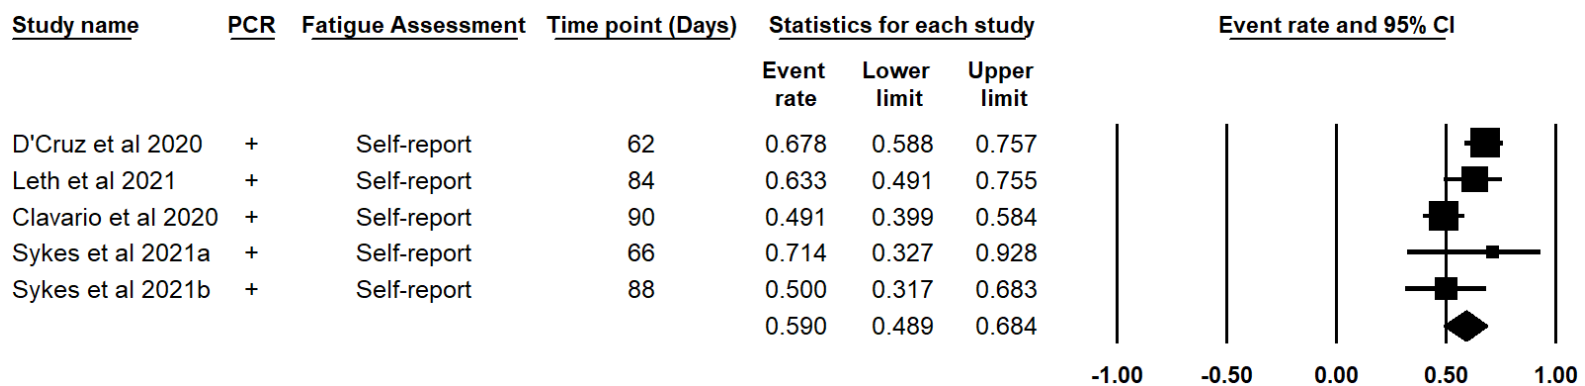 Study name PCR Fatigue Assessment Time point (Days) Statistics for each study Event rate and 95% CI
Event rate Lower limit Upper limit
D'Cruz et al 2020 + Self-report 62 0.678 0.588 0.757
Leth et al 2021 + Self-report 84 0.633 0.491 0.755
Clavario et al 2020 + Self-report 90 0.491 0.399 0.584
Sykes et al 2021a + Self-report 66 0.714 0.327 0.928
Sykes et al 2021b + Self-report 88 0.500 0.317 0.683
0.590 0.489 0.684
-1.00 -0.50 0.00 0.50 1.00